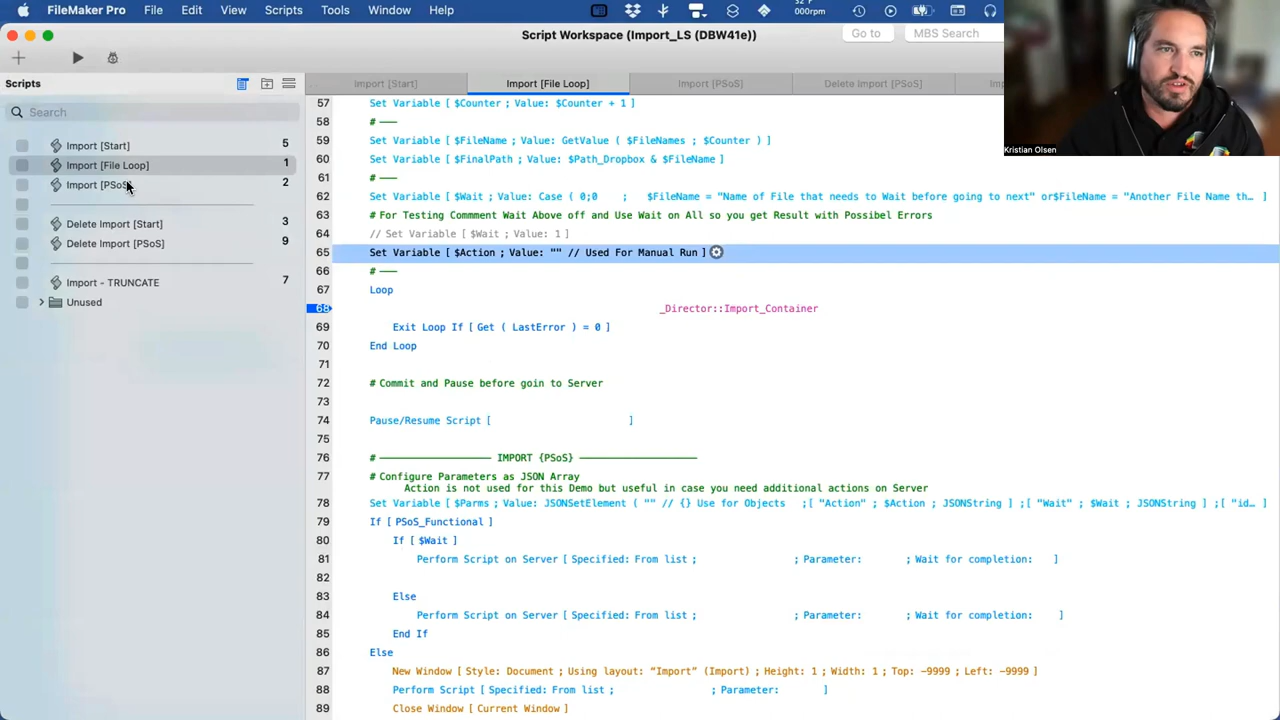 FileMaker Pro File Edit View Insert Format Scripts Tools Window Help
000rpm
Script Workspace (Import_LS (DBW41e))
Go to
MBS Search
Scripts
Import [Start]
Import [File Loop]
Import [PSoS]
Delete Import [PSoS]
Search
Import [Start] 5
Import [File Loop] 1
Import [PSoS] 2
Delete Import [Start] 3
Delete Import [PSoS] 9
Import - TRUNCATE 7
Unused
57 Set Variable [ $Counter ; Value: $Counter + 1 ]
58 # ———
59 Set Variable [ $FileName ; Value: GetValue ( $FileNames ; $Counter ) ]
60 Set Variable [ $FinalPath ; Value: $Path_Dropbox & $FileName ]
61 # ———
62 Set Variable [ $Wait ; Value: Case ( 0;0 ; $FileName = "Name of File that needs to Wait before going to next" or$FileName = "Another File Name th… ]
63 # For Testing Commment Wait Above off and Use Wait on All so you get Result with Possibel Errors
64 // Set Variable [ $Wait ; Value: 1 ]
65 Set Variable [ $Action ; Value: "" // Used For Manual Run ]
66 # ———
67 Loop
68 _Director::Import_Container
69 Exit Loop If [ Get ( LastError ) = 0 ]
70 End Loop
71
72 # Commit and Pause before goin to Server
73
74 Pause/Resume Script [ ]
75
76 # ——————— IMPORT {PSoS} ———————
77 # Configure Parameters as JSON Array
Action is not used for this Demo but useful in case you need additional actions on Server
78 Set Variable [ $Parms ; Value: JSONSetElement ( "" // {} Use for Objects ;[ "Action" ; $Action ; JSONString ] ;[ "Wait" ; $Wait ; JSONString ] ;[ "id… ]
79 If [ PSoS_Functional ]
80 If [ $Wait ]
81 Perform Script on Server [ Specified: From list ; ; Parameter: ; Wait for completion: ]
82
83 Else
84 Perform Script on Server [ Specified: From list ; ; Parameter: ; Wait for completion: ]
85 End If
86 Else
87 New Window [ Style: Document ; Using layout: “Import” (Import) ; Height: 1 ; Width: 1 ; Top: -9999 ; Left: -9999 ]
88 Perform Script [ Specified: From list ; ; Parameter: ]
89 Close Window [ Current Window ]
Kristian Olsen